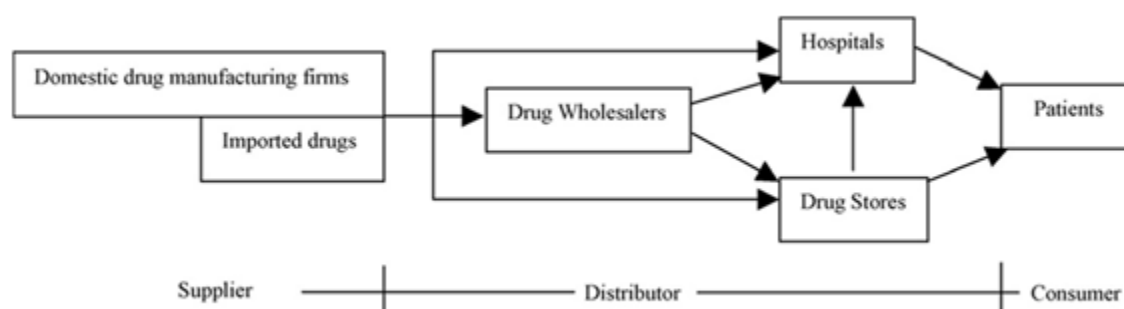 Hospitals
Domestic drug manufacturing firms
Drug Wholesalers
Patients
Imported drugs
Drug Stores
Supplier
Distributor
Consumer